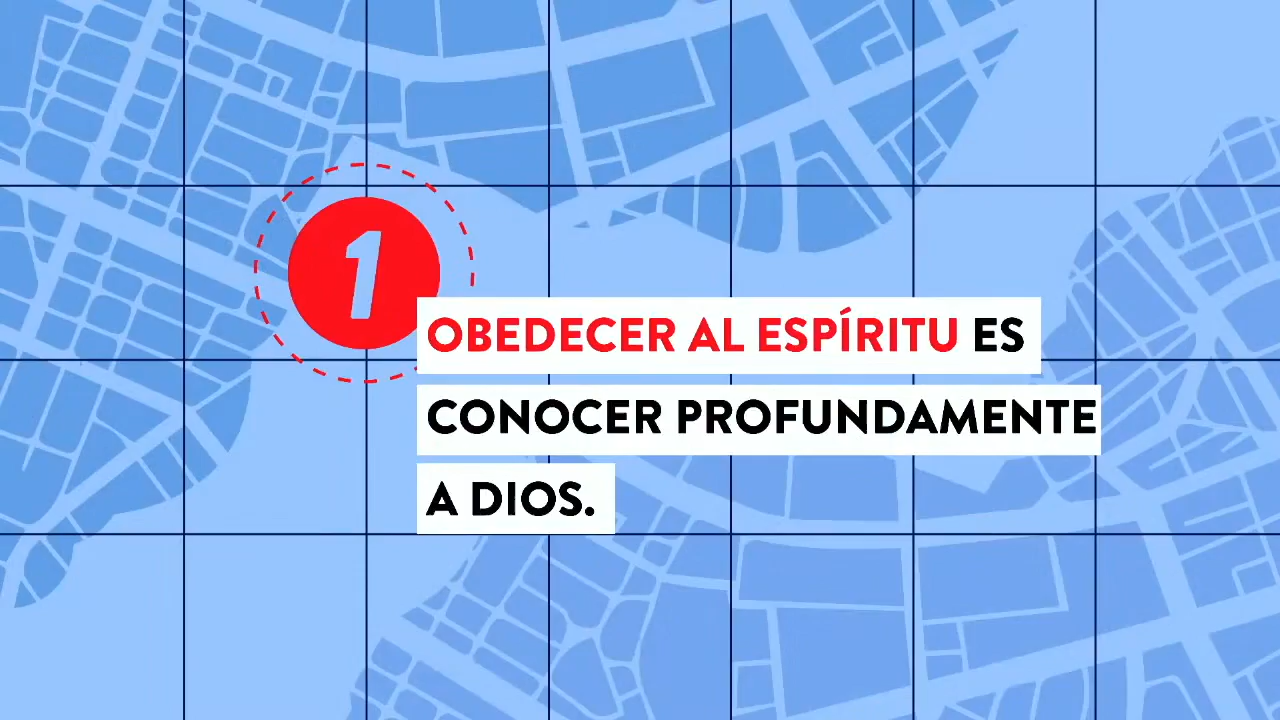 1
OBEDECER AL ESPÍRITU ES
CONOCER PROFUNDAMENTE
A DIOS.